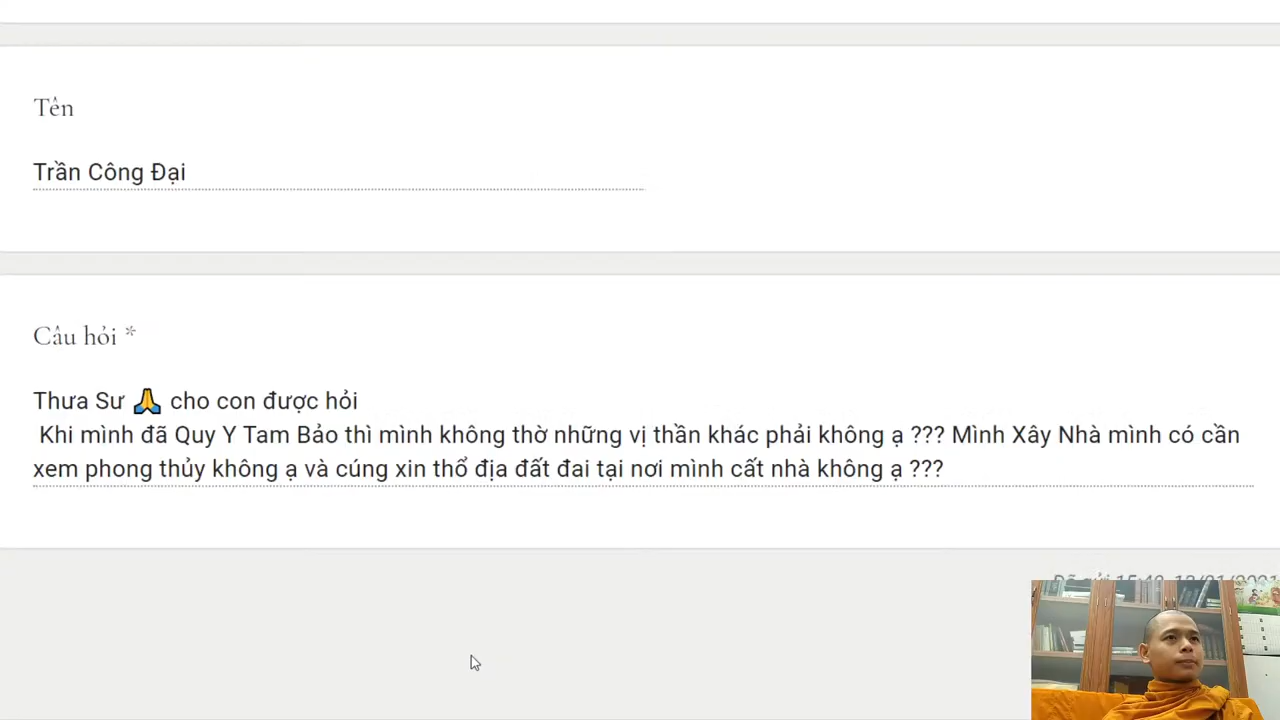 Tên
Trần Công Đại
Câu hỏi *
Thưa Sư 🙏 cho con được hỏi
Khi mình đã Quy Y Tam Bảo thì mình không thờ những vị thần khác phải không ạ ??? Mình Xây Nhà mình có cần
xem phong thủy không ạ và cúng xin thổ địa đất đai tại nơi mình cất nhà không ạ ???